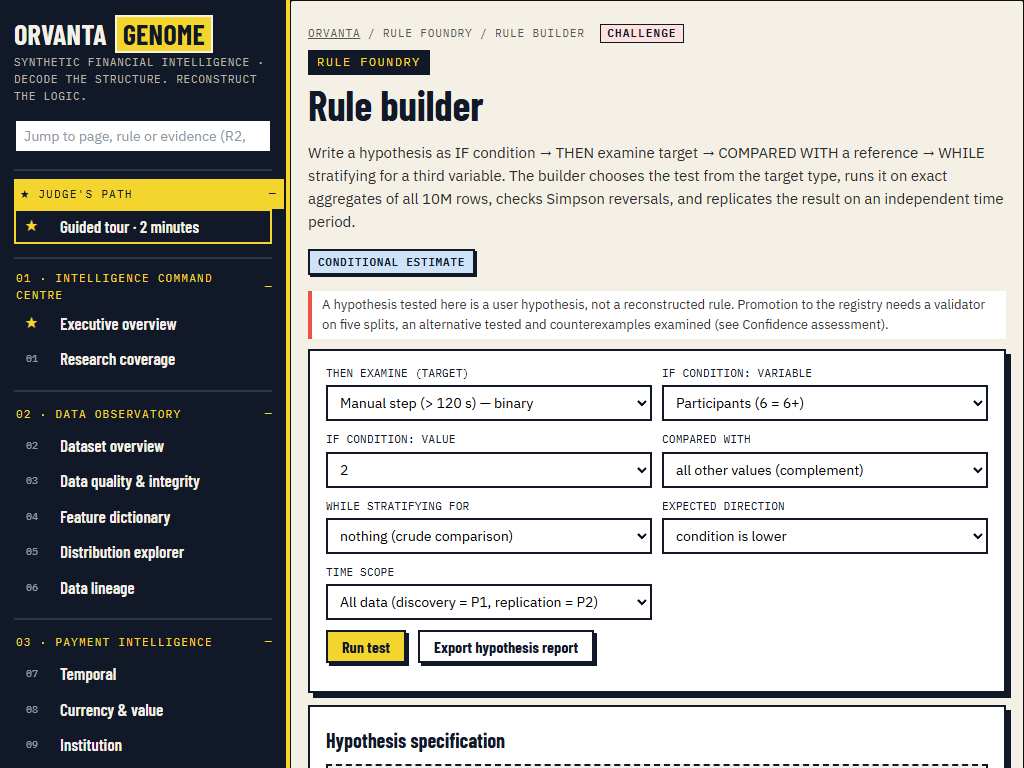 ORVANTA GENOME
SYNTHETIC FINANCIAL INTELLIGENCE ·
DECODE THE STRUCTURE. RECONSTRUCT
THE LOGIC.
Jump to page, rule or evidence (R2,
★ JUDGE'S PATH −
★ Guided tour · 2 minutes
01 · INTELLIGENCE COMMAND
CENTRE −
★ Executive overview
01 Research coverage
02 · DATA OBSERVATORY −
02 Dataset overview
03 Data quality & integrity
04 Feature dictionary
05 Distribution explorer
06 Data lineage
03 · PAYMENT INTELLIGENCE −
07 Temporal
08 Currency & value
09 Institution
ORVANTA / RULE FOUNDRY / RULE BUILDER CHALLENGE
RULE FOUNDRY
Rule builder
Write a hypothesis as IF condition → THEN examine target → COMPARED WITH a reference → WHILE
stratifying for a third variable. The builder chooses the test from the target type, runs it on exact
aggregates of all 10M rows, checks Simpson reversals, and replicates the result on an independent time
period.
CONDITIONAL ESTIMATE
A hypothesis tested here is a user hypothesis, not a reconstructed rule. Promotion to the registry needs a validator
on five splits, an alternative tested and counterexamples examined (see Confidence assessment).
THEN EXAMINE (TARGET)
Manual step (> 120 s) — binary
IF CONDITION: VARIABLE
Participants (6 = 6+)
IF CONDITION: VALUE
2
COMPARED WITH
all other values (complement)
WHILE STRATIFYING FOR
nothing (crude comparison)
EXPECTED DIRECTION
condition is lower
TIME SCOPE
All data (discovery = P1, replication = P2)
Run test
Export hypothesis report
Hypothesis specification